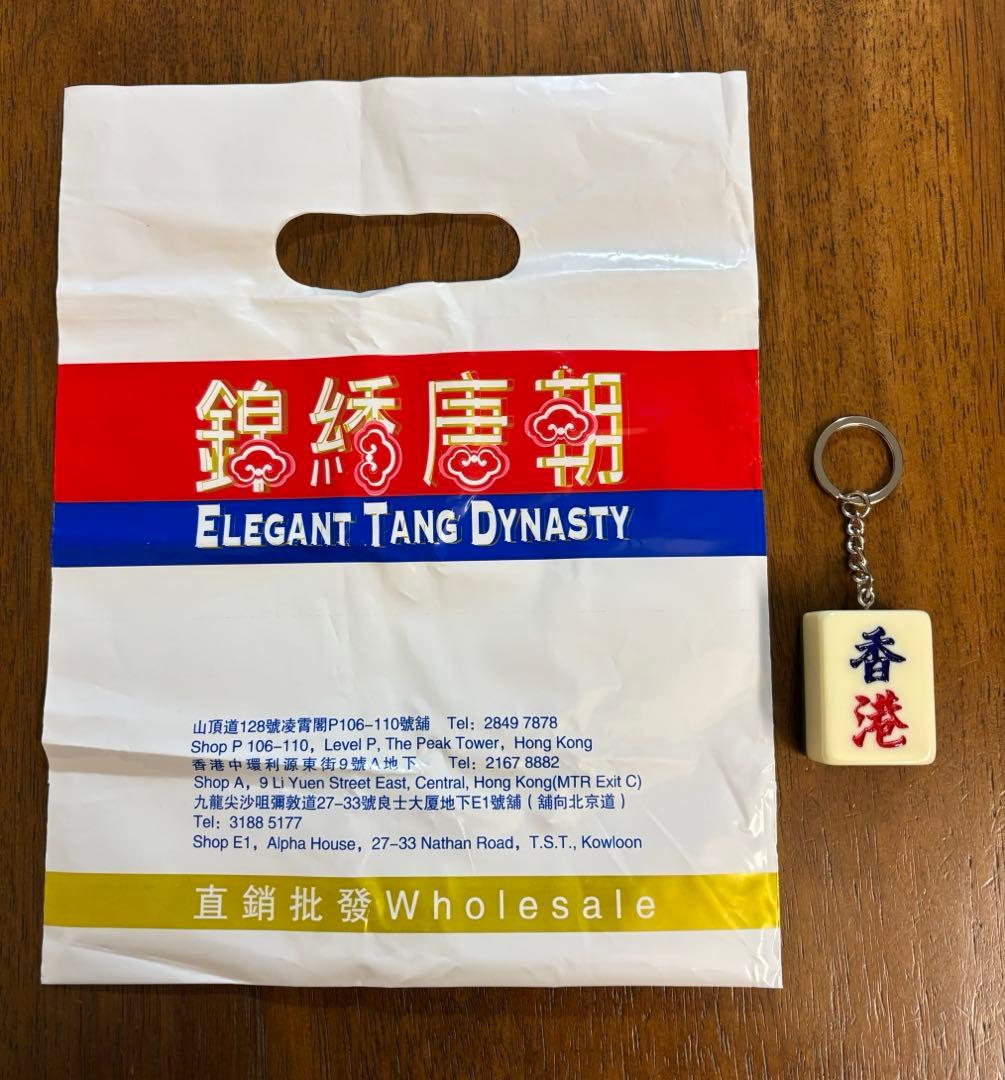 錦綉唐朝
ELEGANT TANG DYNASTY
山頂道128號凌霄閣P106-110號舖 Tel: 2849 7878
Shop P 106-110, Level P, The Peak Tower, Hong Kong
香港中環利源東街9號A地下 Tel: 2167 8882
Shop A, 9 Li Yuen Street East, Central, Hong Kong(MTR Exit C)
九龍尖沙咀彌敦道27-33號良士大厦地下E1號舖(舖向北京道)
Tel: 3188 5177
Shop E1, Alpha House, 27-33 Nathan Road, T.S.T., Kowloon
直銷批發Wholesale
香
港